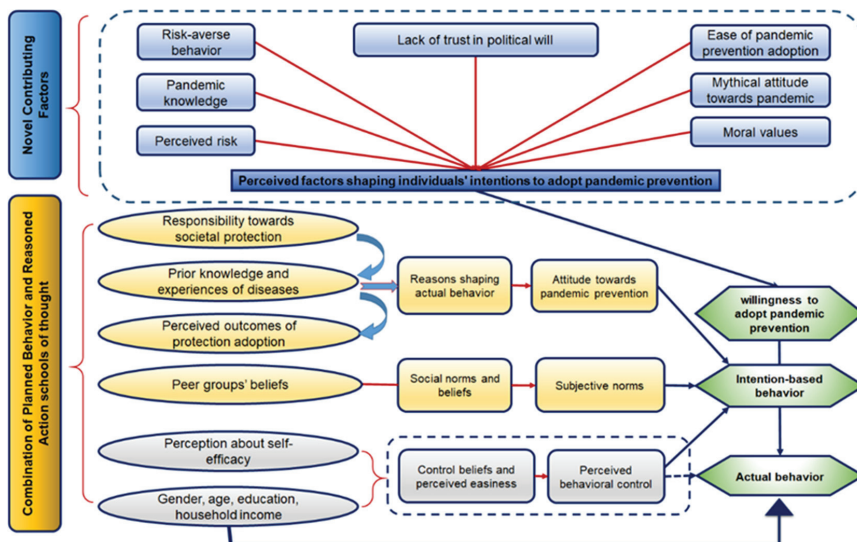 Novel Contributing
Factors
Risk-averse
behavior
Pandemic
knowledge
Perceived risk
Lack of trust in political will
Ease of pandemic
prevention adoption
Mythical attitude
towards pandemic
Moral values
Perceived factors shaping individuals' intentions to adopt pandemic prevention
Combination of Planned Behavior and Reasoned
Action schools of thought
Responsibility towards
societal protection
Prior knowledge and
experiences of diseases
Perceived outcomes of
protection adoption
Peer groups' beliefs
Perception about self-
efficacy
Gender, age, education,
household income
Reasons shaping
actual behavior
Attitude towards
pandemic prevention
Social norms and
beliefs
Subjective norms
Control beliefs and
perceived easiness
Perceived
behavioral control
willingness to
adopt pandemic
prevention
Intention-based
behavior
Actual behavior